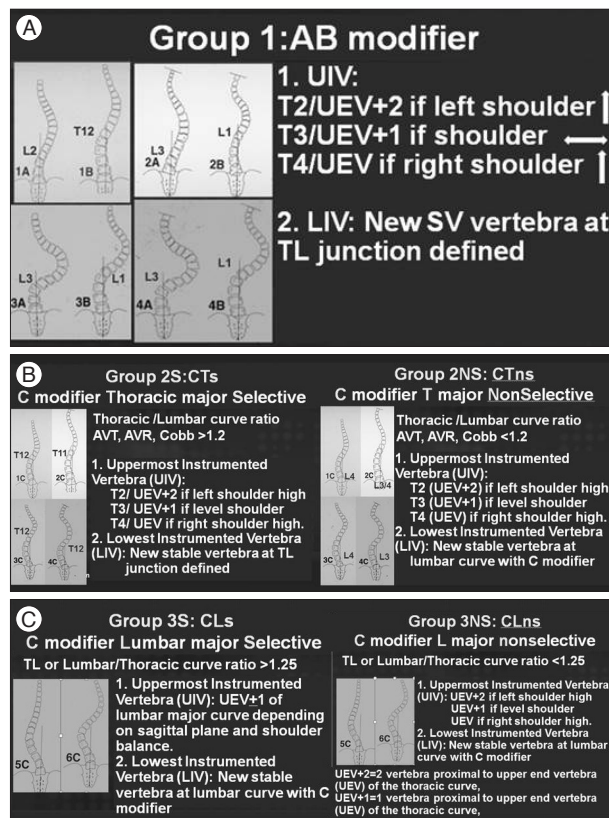 A
Group 1:AB modifier
L2
1A
T12
1B
L3
2A
L1
2B
L3
3A
3B
L1
L3
4A
L1
4B
1. UIV:
T2/UEV+2 if left shoulder ↑
T3/UEV+1 if shoulder ↔
T4/UEV if right shoulder ↑
2. LIV: New SV vertebra at
TL junction defined
B
Group 2S:CTs
C modifier Thoracic major Selective
T12
1C
T11
2C
T12
3C
T12
4C
Thoracic /Lumbar curve ratio
AVT, AVR, Cobb >1.2
1. Uppermost Instrumented
Vertebra (UIV):
T2/ UEV+2 if left shoulder high
T3/ UEV+1 if level shoulder
T4/ UEV if right shoulder high.
2. Lowest Instrumented Vertebra
(LIV): New stable vertebra at TL
junction defined
Group 2NS: CTns
C modifier T major NonSelective
1C
L4
2C
L3/4
3C
L4
4C
L3
Thoracic /Lumbar curve ratio
AVT, AVR, Cobb <1.2
1. Uppermost Instrumented
Vertebra (UIV):
T2 (UEV+2) if left shoulder high
T3 (UEV+1) if level shoulder
T4 (UEV) if right shoulder high.
2. Lowest Instrumented Vertebra
(LIV): New stable vertebra at
lumbar curve with C modifier
C
Group 3S: CLs
C modifier Lumbar major Selective
TL or Lumbar/Thoracic curve ratio >1.25
5C
6C
1. Uppermost Instrumented
Vertebra (UIV): UEV±1 of
lumbar major curve depending
on sagittal plane and shoulder
balance.
2. Lowest Instrumented
Vertebra (LIV): New stable
vertebra at lumbar curve with C
modifier
Group 3NS: CLns
C modifier L major nonselective
TL or Lumbar/Thoracic curve ratio <1.25
5C
6C
1. Uppermost Instrumented Vertebra
(UIV): UEV+2 if left shoulder high
UEV+1 if level shoulder
UEV if right shoulder high.
2. Lowest Instrumented Vertebra
(LIV): New stable vertebra at lumbar
curve with C modifier
UEV+2=2 vertebra proximal to upper end vertebra
(UEV) of the thoracic curve,
UEV+1=1 vertebra proximal to upper end vertebra
(UEV) of the thoracic curve,